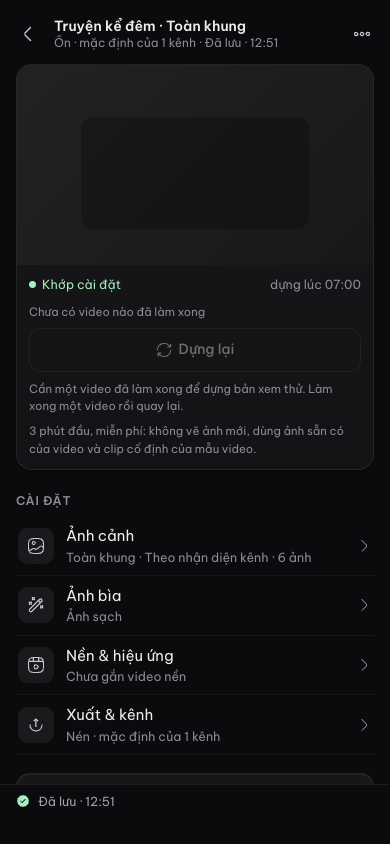 Truyện kể đêm · Toàn khung
Ổn · mặc định của 1 kênh · Đã lưu · 12:51
Khớp cài đặt
dựng lúc 07:00
Chưa có video nào đã làm xong
Dựng lại
Cần một video đã làm xong để dựng bản xem thử. Làm
xong một video rồi quay lại.
3 phút đầu, miễn phí: không vẽ ảnh mới, dùng ảnh sẵn có
của video và clip cố định của mẫu video.
CÀI ĐẶT
Ảnh cảnh
Toàn khung · Theo nhận diện kênh · 6 ảnh
Ảnh bìa
Ảnh sạch
Nền & hiệu ứng
Chưa gắn video nền
Xuất & kênh
Nén · mặc định của 1 kênh
Đã lưu · 12:51